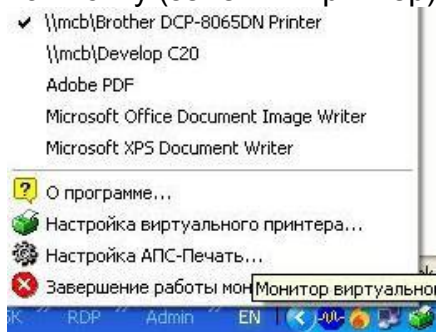 \\mcb\Brother DCP-8065DN Printer
\\mcb\Develop C20
Adobe PDF
Microsoft Office Document Image Writer
Microsoft XPS Document Writer
О программе...
Настройка виртуального принтера...
Настройка АПС-Печать...
Завершение работы мон
Монитор виртуально
RDP " Admin " EN